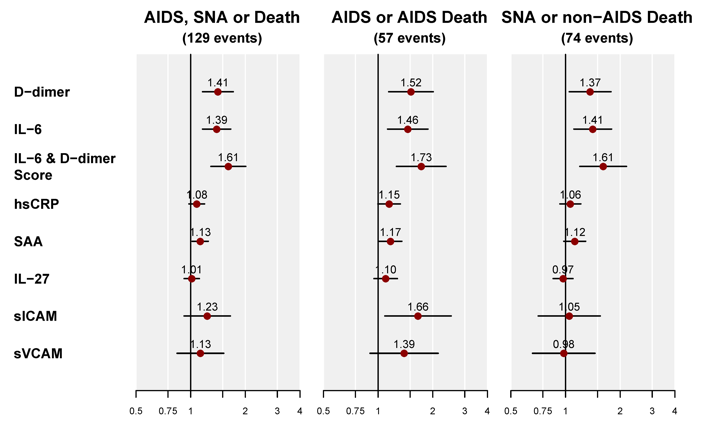 AIDS, SNA or Death
(129 events)
AIDS or AIDS Death
(57 events)
SNA or non−AIDS Death
(74 events)
D−dimer 1.41 1.52 1.37
IL−6 1.39 1.46 1.41
IL−6 & D−dimer
Score 1.61 1.73 1.61
hsCRP 1.08 1.15 1.06
SAA 1.13 1.17 1.12
IL−27 1.01 1.10 0.97
sICAM 1.23 1.66 1.05
sVCAM 1.13 1.39 0.98
0.5 0.75 1 2 3 4
0.5 0.75 1 2 3 4
0.5 0.75 1 2 3 4